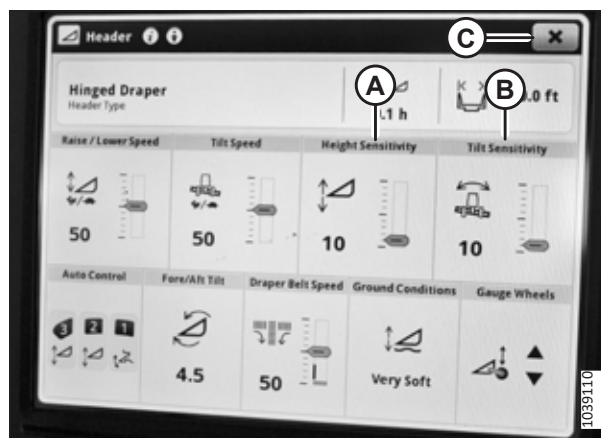 Header
C
Hinged Draper
Header Type
A
.1 h
B
.0 ft
Raise / Lower Speed
Tilt Speed
Height Sensitivity
Tilt Sensitivity
50
50
10
10
Auto Control
Fore/Aft Tilt
Draper Belt Speed
Ground Conditions
Gauge Wheels
3 2 1
4.5
50
Very Soft
1039110